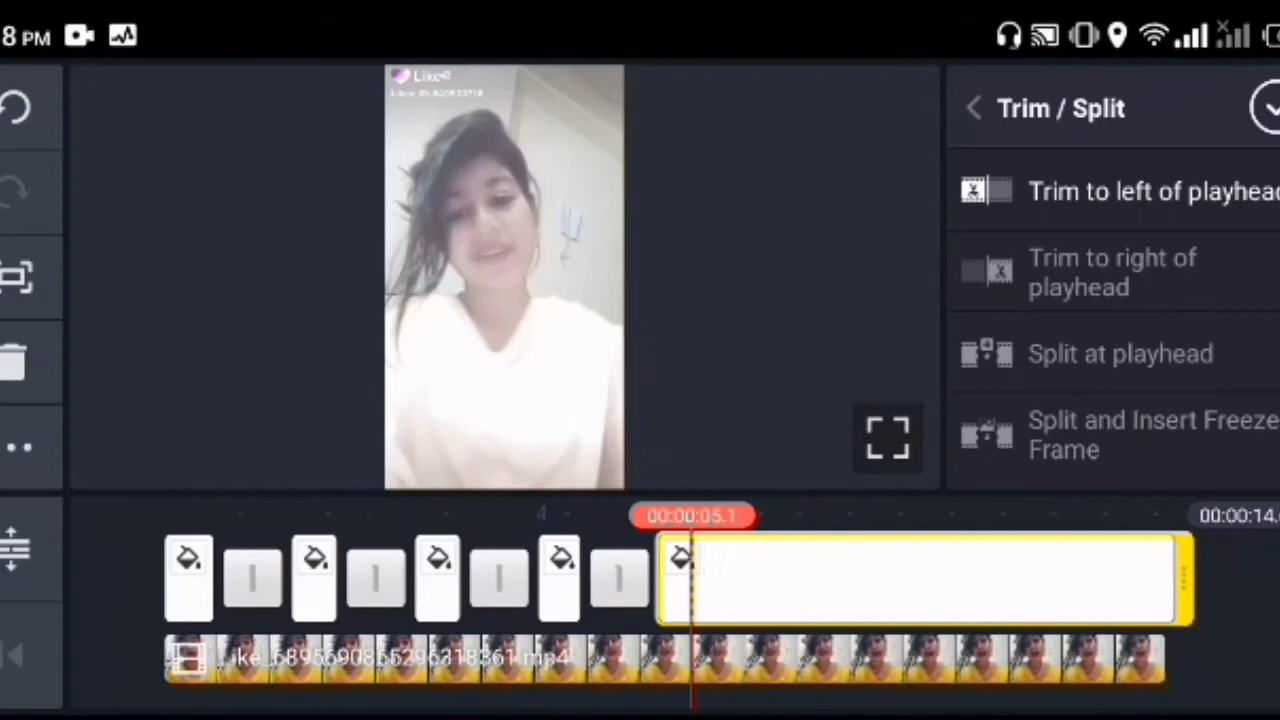 8 PM
Like
Trim / Split
Trim to left of playhead
Trim to right of
playhead
Split at playhead
Split and Insert Freeze
Frame
4
00:00:05.1
00:00:14.